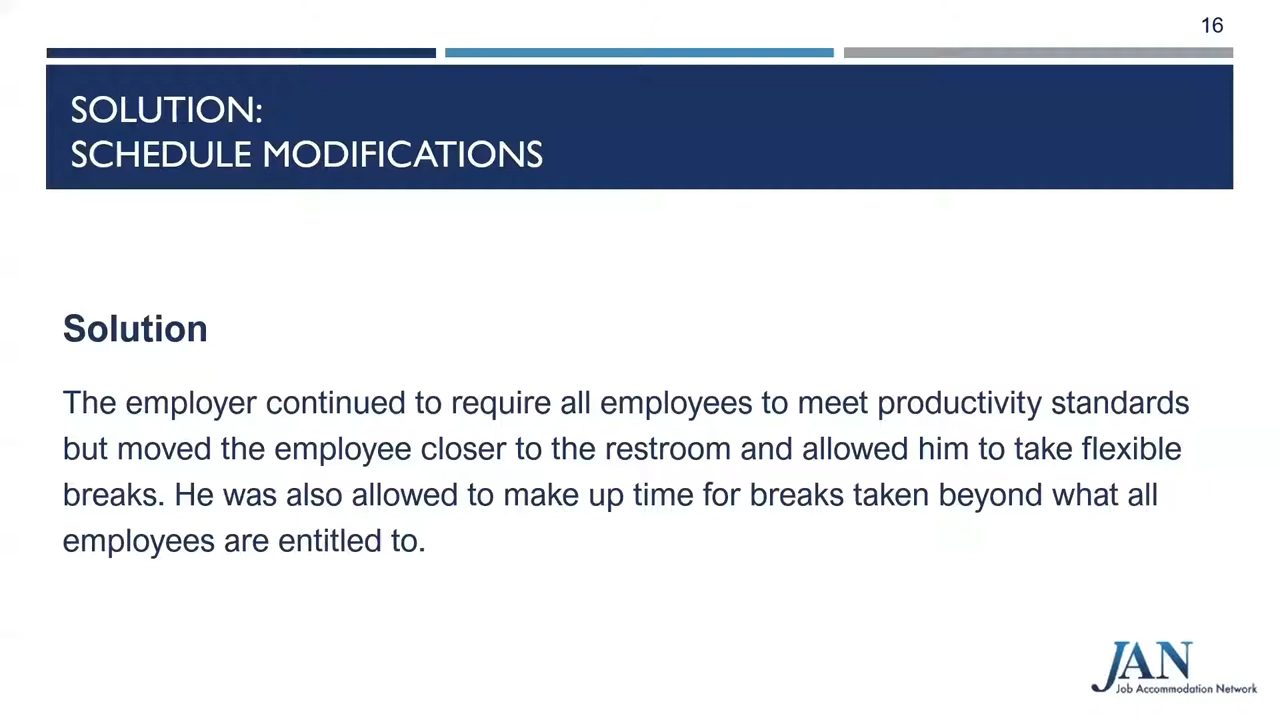 16
SOLUTION:
SCHEDULE MODIFICATIONS
Solution
The employer continued to require all employees to meet productivity standards
but moved the employee closer to the restroom and allowed him to take flexible
breaks. He was also allowed to make up time for breaks taken beyond what all
employees are entitled to.
JAN
Job Accommodation Network